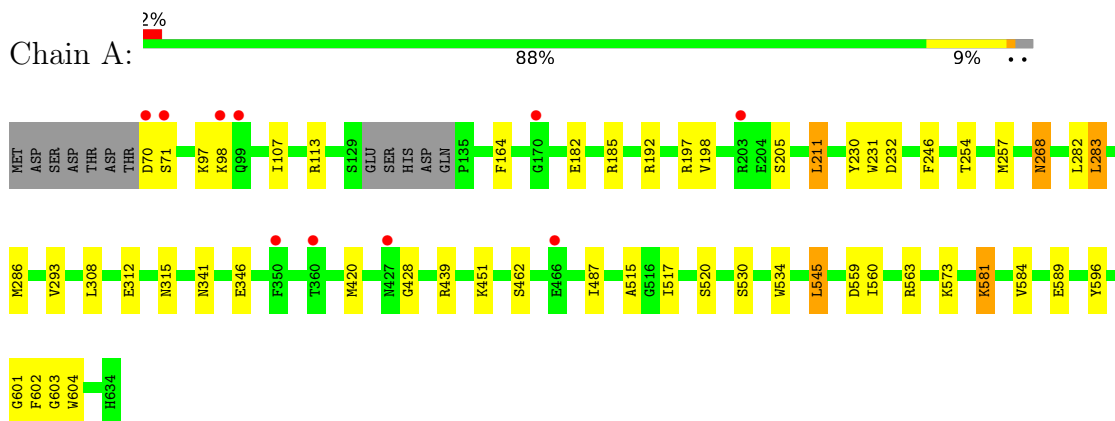 2%
Chain A:
88% 9% • •
MET ASP SER ASP THR ASP THR D70 S71 K97 K98 Q99 I107 R113 S129 GLU SER HIS ASP GLN P135 F164 G170 E182 R185 R192 R197 V198 R203 E204 S205 L211 Y230 W231 D232 F246 T254 M257 N268 L282 L283
M286 V293 L308 E312 N315 N341 E346 F350 T360 M420 N427 G428 R439 K451 S462 E466 I487 A515 G516 I517 S520 S530 W534 L545 D559 I560 R563 K573 K581 V584 E589 Y596
G601 F602 G603 W604 H634